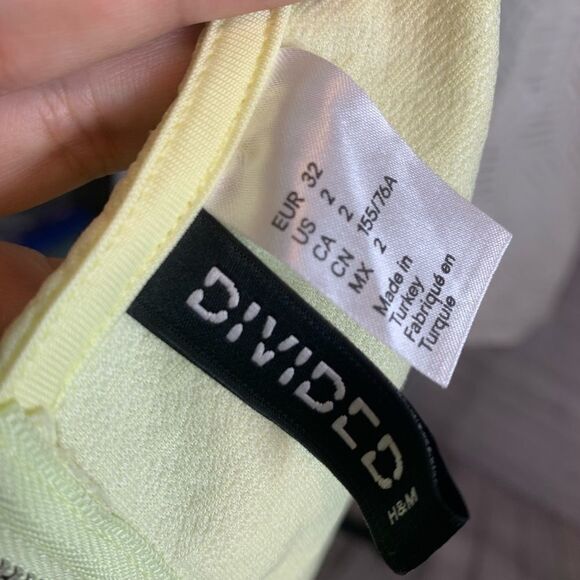 EUR 32
US 2
CA 2
CN 155/76A
MX 2
Made in
Turkey
Fabriqué en
Turquie
DIVIDED
H&M